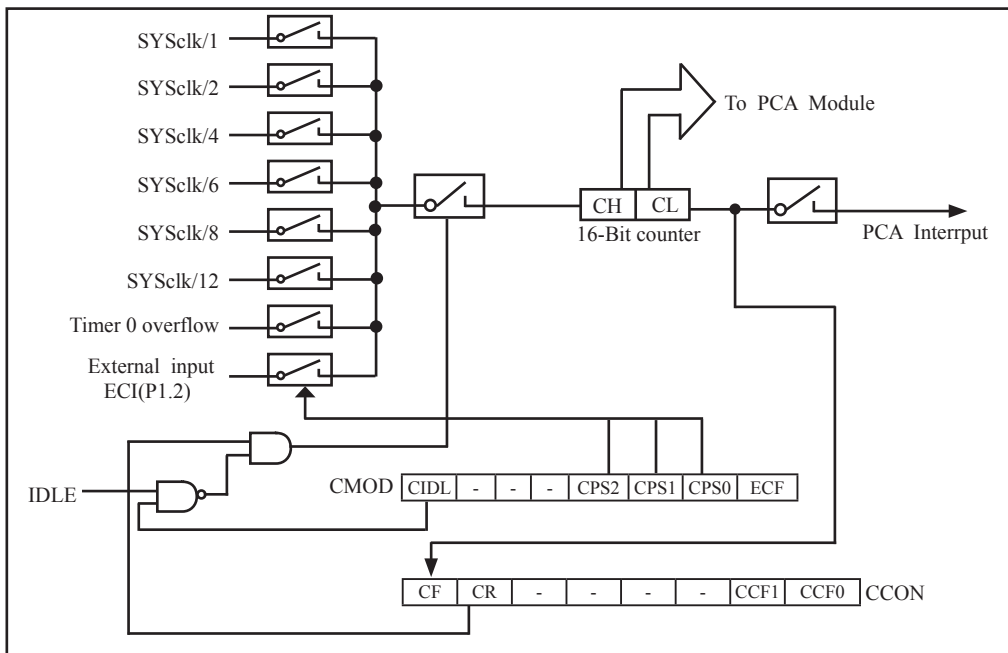 SYSclk/1
SYSclk/2
SYSclk/4
SYSclk/6
SYSclk/8
SYSclk/12
Timer 0 overflow
External input
ECI(P1.2)
To PCA Module
CH CL
16-Bit counter
PCA Interrput
IDLE
CMOD CIDL - - - CPS2 CPS1 CPS0 ECF
CF CR - - - - CCF1 CCF0 CCON